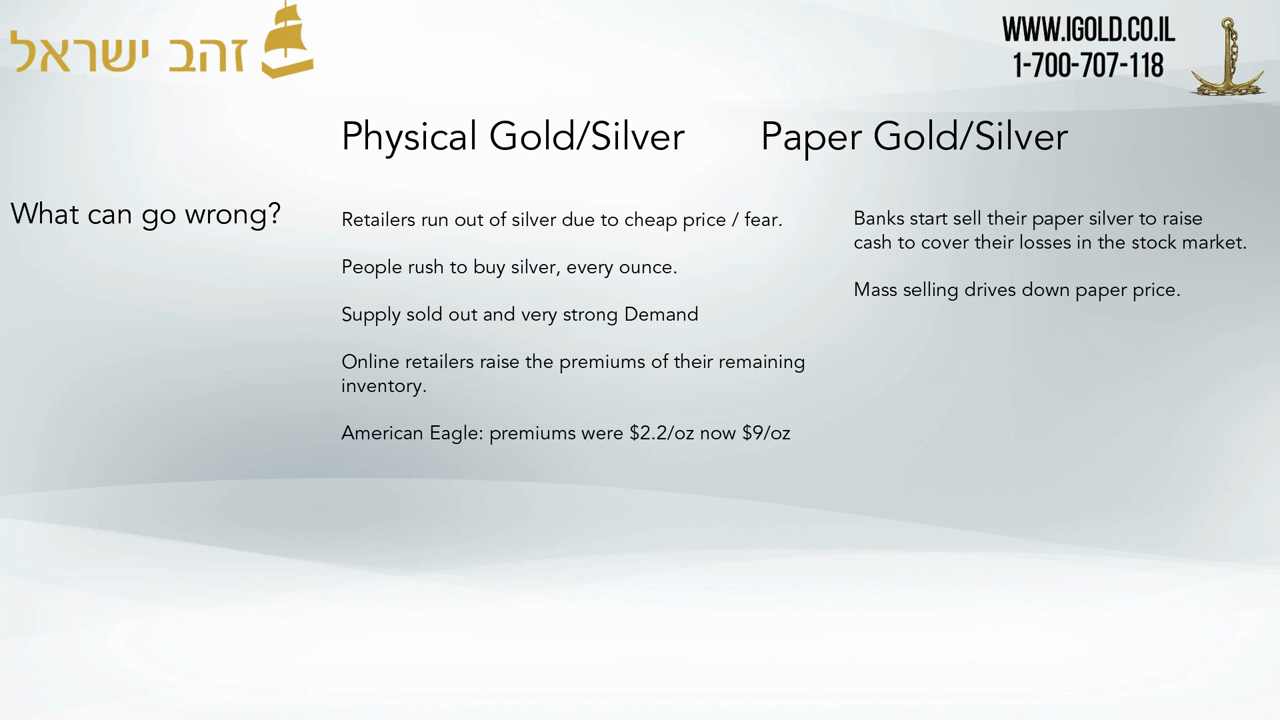 זהב ישראל
WWW.IGOLD.CO.IL
1-700-707-118
Physical Gold/Silver
Paper Gold/Silver
What can go wrong?
Retailers run out of silver due to cheap price / fear.
People rush to buy silver, every ounce.
Supply sold out and very strong Demand
Online retailers raise the premiums of their remaining
inventory.
American Eagle: premiums were $2.2/oz now $9/oz
Banks start sell their paper silver to raise
cash to cover their losses in the stock market.
Mass selling drives down paper price.